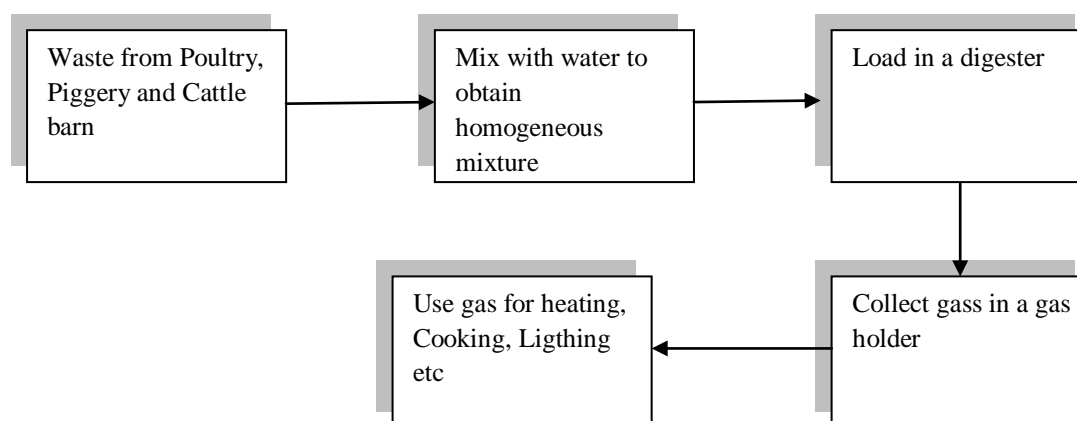 Waste from Poultry,
Piggery and Cattle
barn
Mix with water to
obtain
homogeneous
mixture
Load in a digester
Collect gass in a gas
holder
Use gas for heating,
Cooking, Ligthing
etc